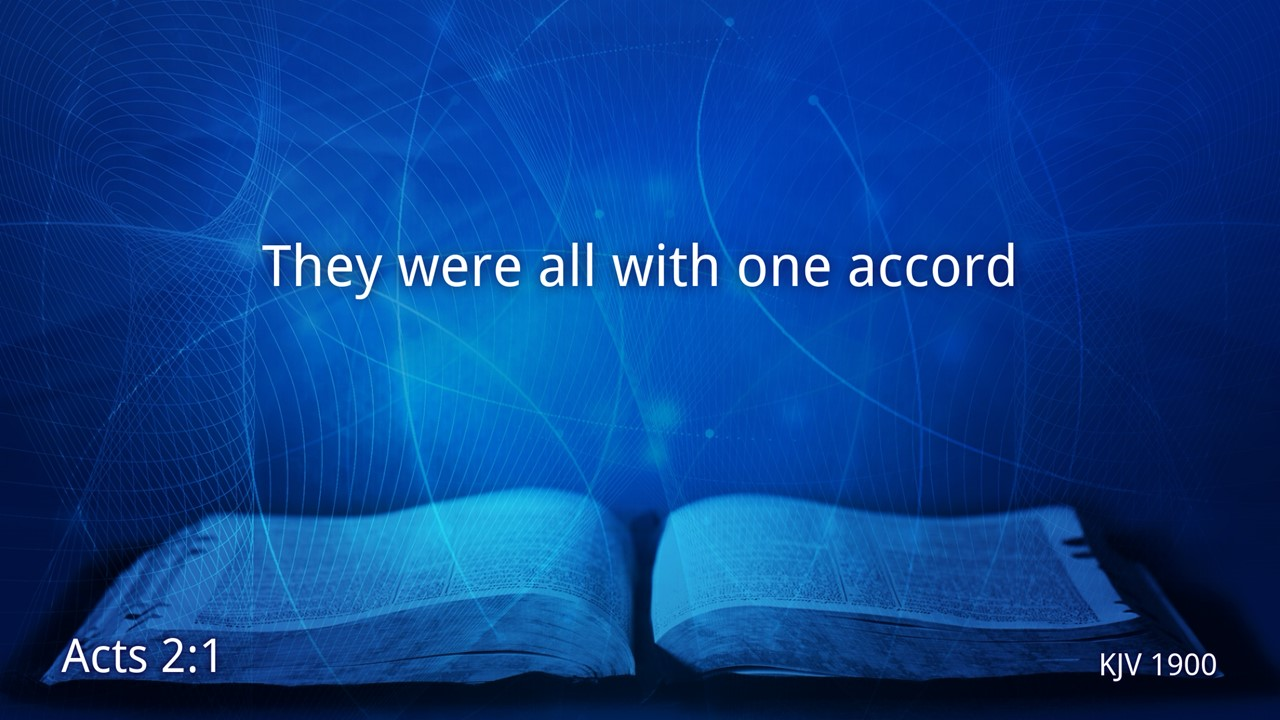 They were all with one accord
Acts 2:1
KJV 1900